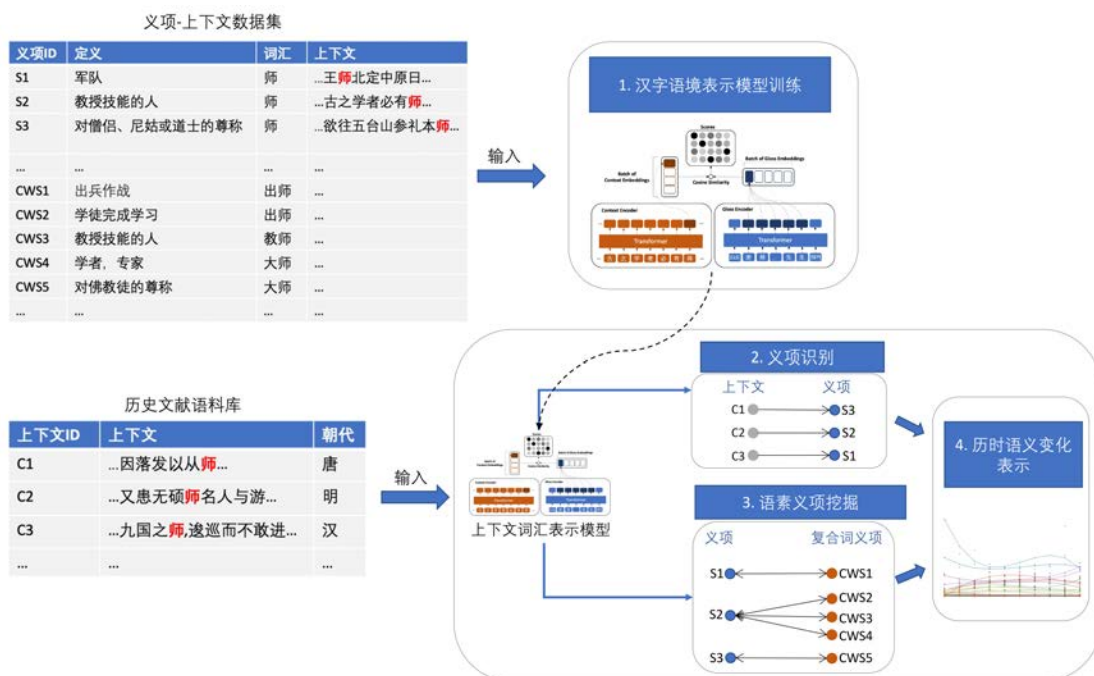 义项-上下文数据集
义项ID 定义 词汇 上下文
S1 军队 师 ...王师北定中原日...
S2 教授技能的人 师 ...古之学者必有师...
S3 对僧侣、尼姑或道士的尊称 师 ...欲往五台山参礼本师...
... ... ... ...
CWS1 出兵作战 出师 ...
CWS2 学徒完成学习 出师 ...
CWS3 教授技能的人 教师 ...
CWS4 学者，专家 大师 ...
CWS5 对佛教徒的尊称 大师 ...
... ... ... ...
输入
1. 汉字语境表示模型训练
Scores
Batch of Context Embeddings
Batch of Gloss Embeddings
Cosine Similarity
Context Encoder
Gloss Encoder
Transformer
Transformer
历史文献语料库
上下文ID 上下文 朝代
C1 ...因落发以从师... 唐
C2 ...又患无硕师名人与游... 明
C3 ...九国之师,逡巡而不敢进... 汉
... ... ...
输入
上下文词汇表示模型
2. 义项识别
上下文 义项
C1 S3
C2 S2
C3 S1
3. 语素义项挖掘
义项 复合词义项
S1 CWS1
CWS2
S2 CWS3
CWS4
S3 CWS5
4. 历时语义变化
表示